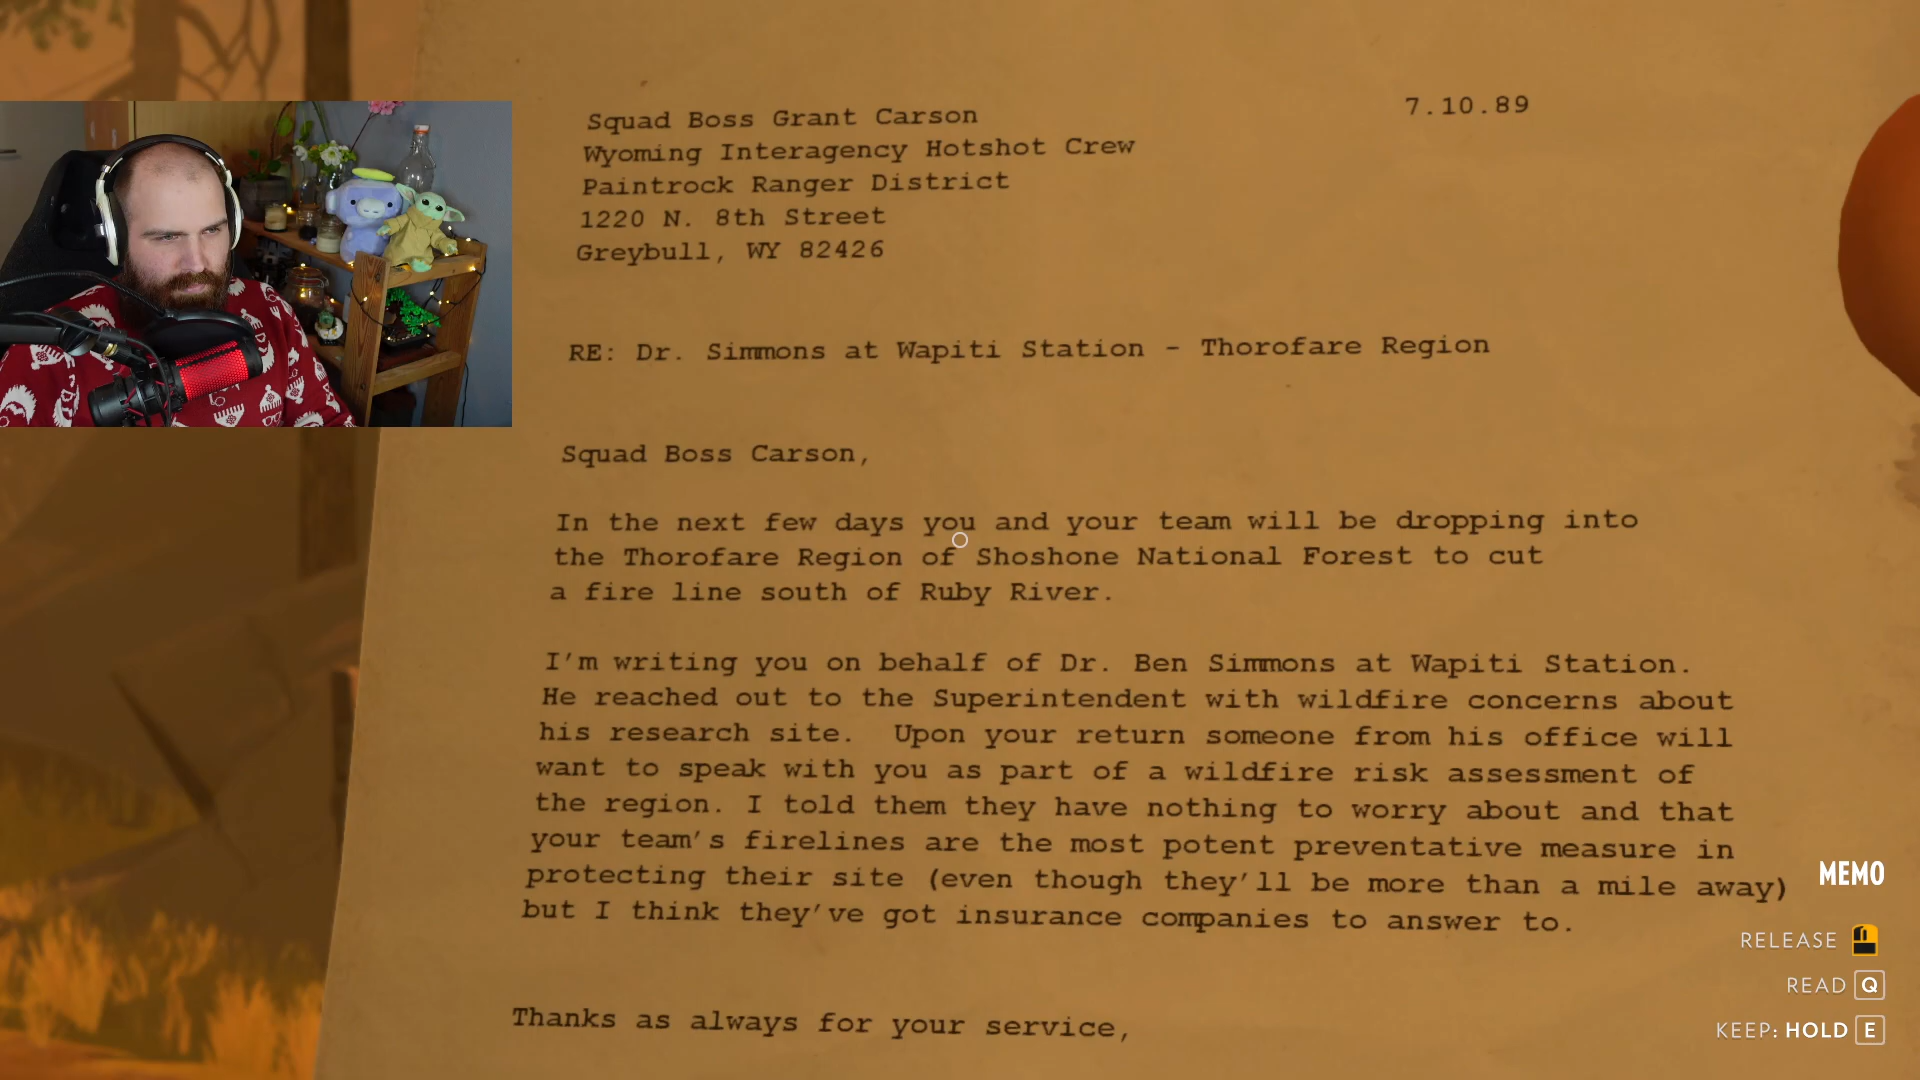 7.10.89
Squad Boss Grant Carson
Wyoming Interagency Hotshot Crew
Paintrock Ranger District
1220 N. 8th Street
Greybull, WY 82426
RE: Dr. Simmons at Wapiti Station - Thorofare Region
Squad Boss Carson,
In the next few days you and your team will be dropping into
the Thorofare Region of Shoshone National Forest to cut
a fire line south of Ruby River.
I'm writing you on behalf of Dr. Ben Simmons at Wapiti Station.
He reached out to the Superintendent with wildfire concerns about
his research site.  Upon your return someone from his office will
want to speak with you as part of a wildfire risk assessment of
the region. I told them they have nothing to worry about and that
your team's firelines are the most potent preventative measure in
protecting their site (even though they'll be more than a mile away)
but I think they've got insurance companies to answer to.
Thanks as always for your service,
MEMO
RELEASE
READ Q
KEEP: HOLD E